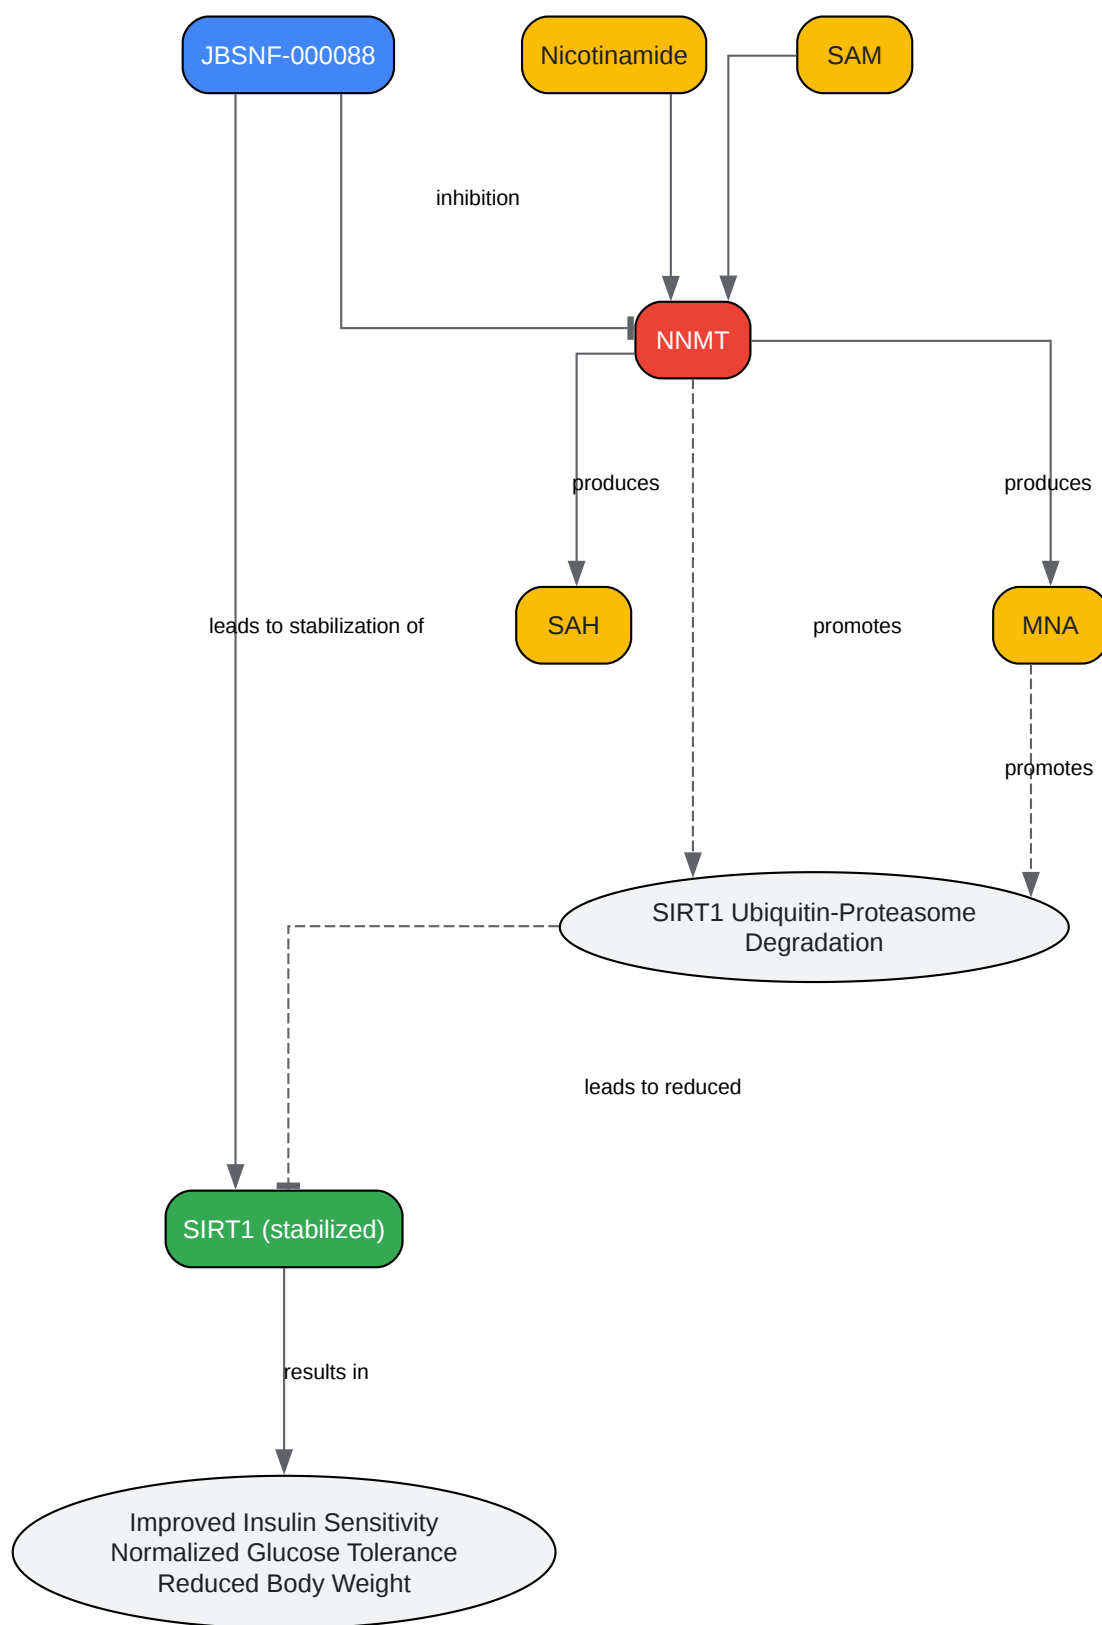 JBSNF-000088
Nicotinamide
SAM
inhibition
NNMT
produces
produces
leads to stabilization of
SAH
promotes
MNA
promotes
SIRT1 Ubiquitin-Proteasome
Degradation
leads to reduced
SIRT1 (stabilized)
results in
Improved Insulin Sensitivity
Normalized Glucose Tolerance
Reduced Body Weight